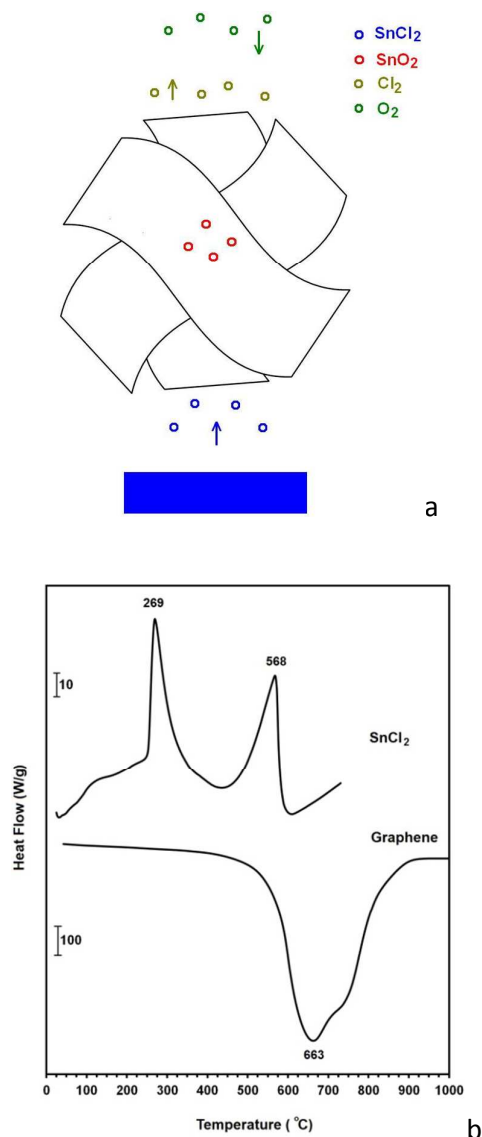 SnCl₂
SnO₂
Cl₂
O₂
a
269
568
10
SnCl₂
Graphene
100
663
Heat Flow (W/g)
0 100 200 300 400 500 600 700 800 900 1000
Temperature ( °C)
b